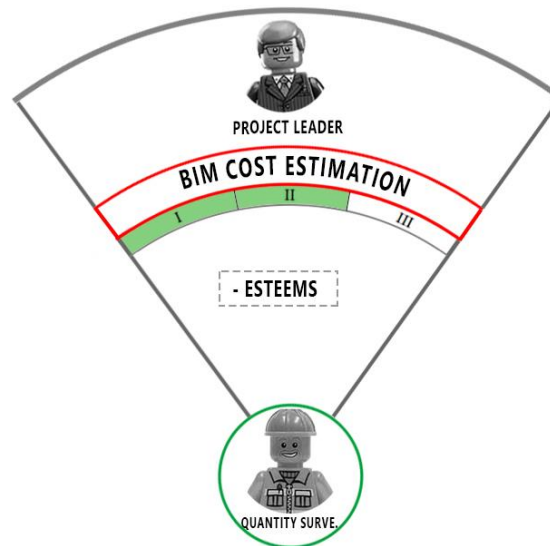 PROJECT LEADER
BIM COST ESTIMATION
I II III
- ESTEEMS
QUANTITY SURVE.